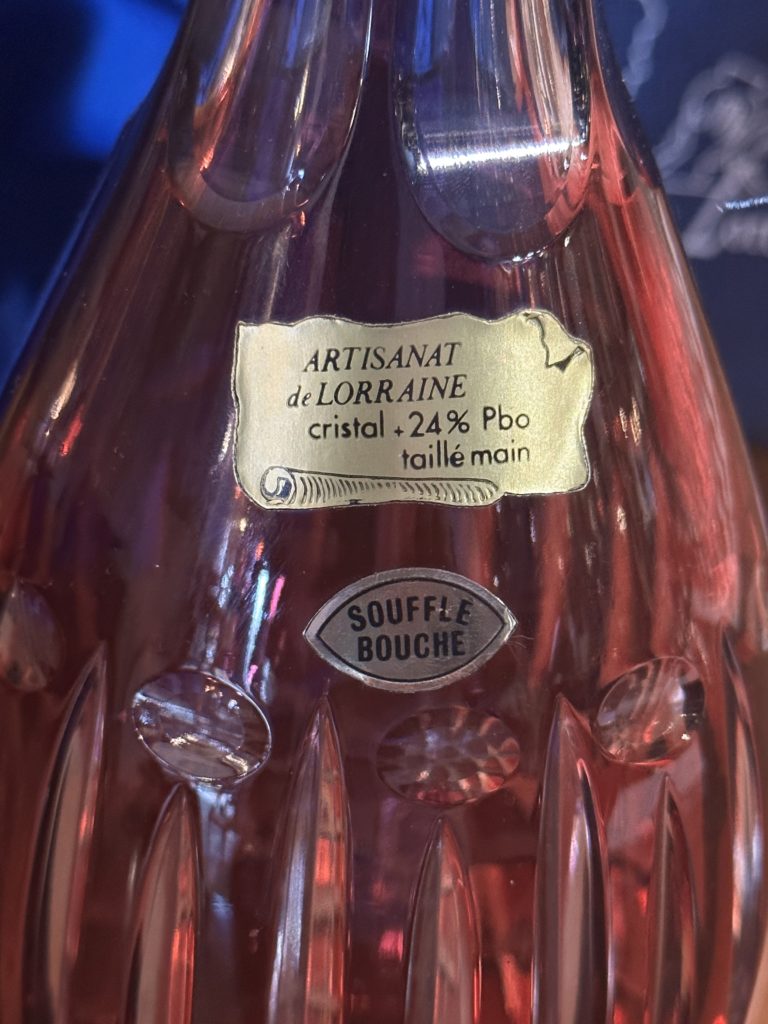 ARTISANAT
de LORRAINE
cristal + 24% Pbo
taillé main
SOUFFLE
BOUCHE